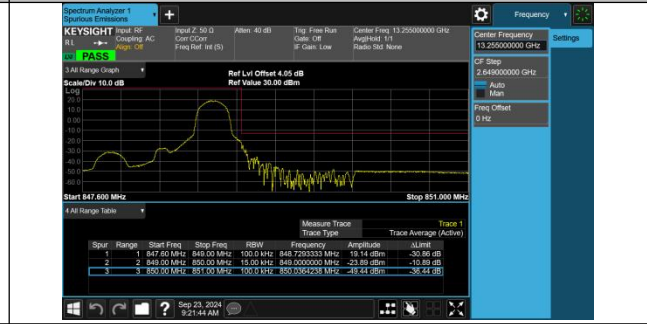 Spectrum Analyzer 1
Spurious Emissions
Frequency
KEYSIGHT Input: RF Input Z: 50 Ω Atten: 40 dB Trig: Free Run Center Freq: 13.255000000 GHz
RL Coupling: AC Corr CCorr Gate: Off Avg|Hold: 1/1
Align: Off Freq Ref: Int (S) IF Gain: Low Radio Std: None
PASS
3 All Range Graph
Ref Lvl Offset 4.05 dB
Scale/Div 10.0 dB Ref Value 30.00 dBm
Log
20.0
10.0
0.00
-10.0
-20.0
-30.0
-40.0
-50.0
-60.0
Start 847.600 MHz Stop 851.000 MHz
4 All Range Table
Measure Trace Trace 1
Trace Type Trace Average (Active)
Spur Range Start Freq Stop Freq RBW Frequency Amplitude ΔLimit
1 1 847.60 MHz 849.00 MHz 100.0 kHz 848.7293333 MHz 19.14 dBm -30.86 dB
2 2 849.00 MHz 850.00 MHz 15.00 kHz 849.0000000 MHz -23.89 dBm -10.89 dB
3 3 850.00 MHz 851.00 MHz 100.0 kHz 850.0364238 MHz -49.44 dBm -36.44 dB
Sep 23, 2024
9:21:44 AM
Center Frequency
13.255000000 GHz
Settings
CF Step
2.649000000 GHz
Auto
Man
Freq Offset
0 Hz